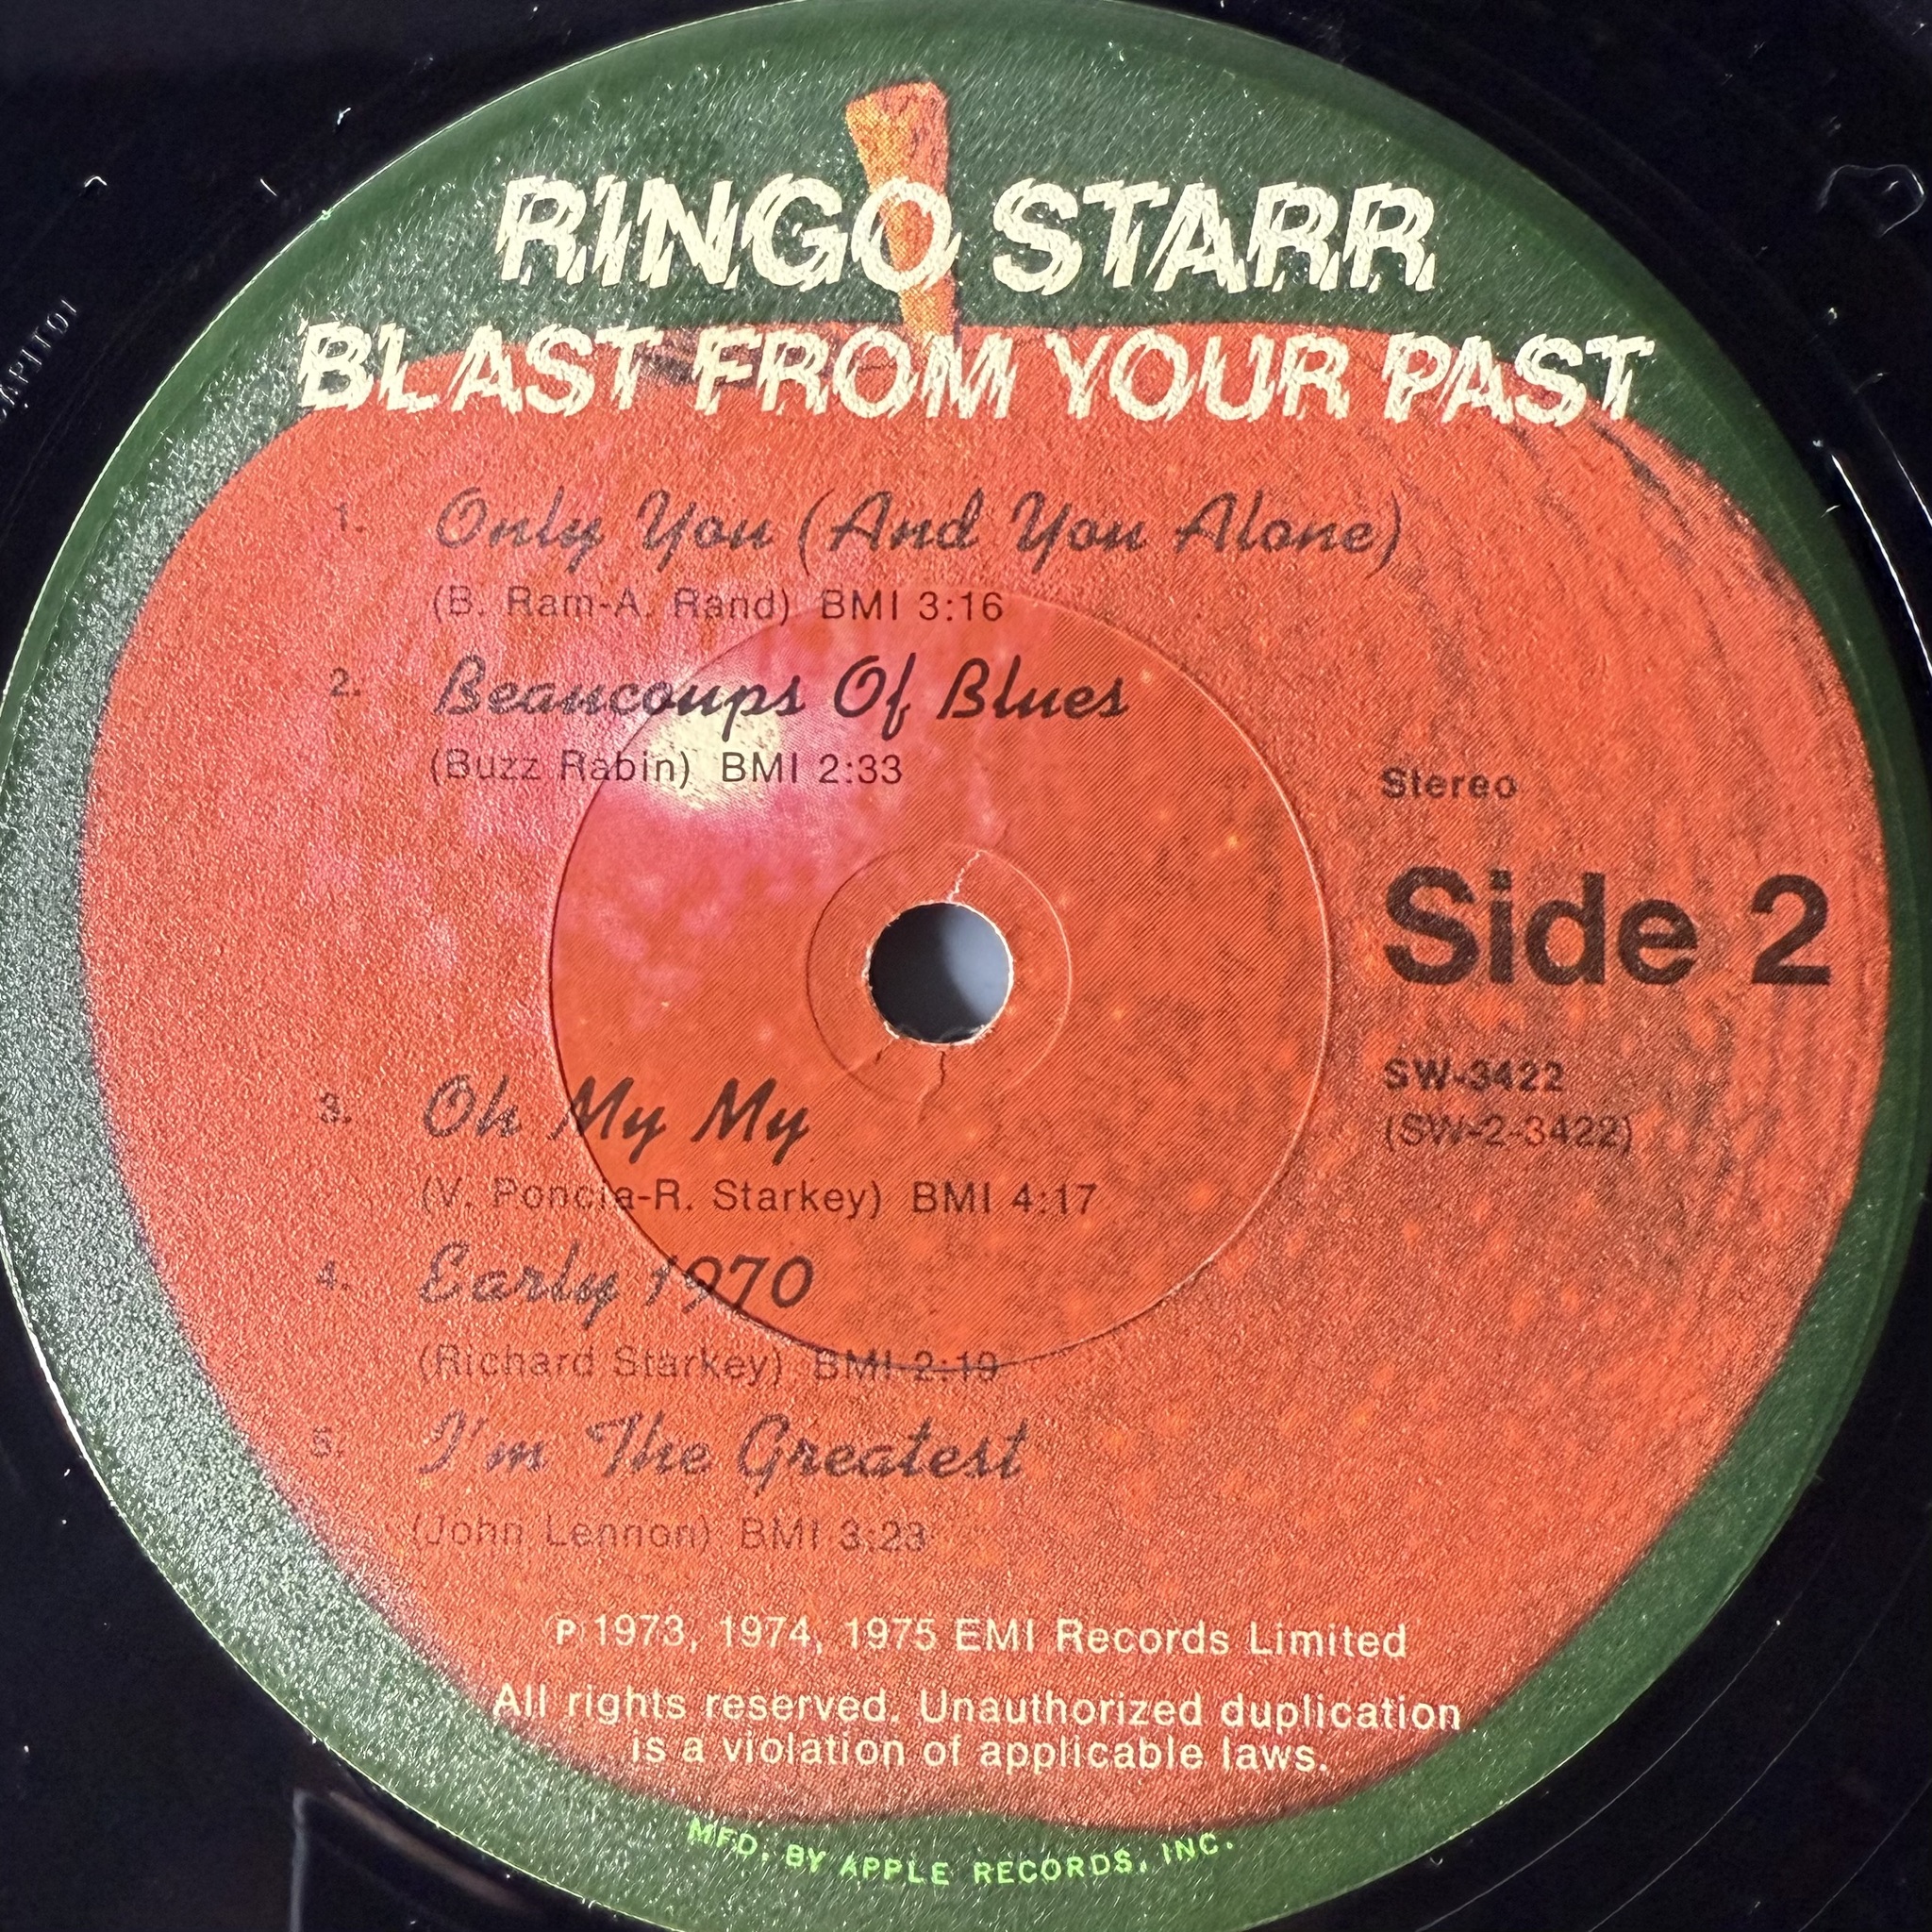 RINGO STARR
BLAST FROM YOUR PAST
1. Only You (And You Alone)
(B. Ram-A. Rand) BMI 3:16
2. Beaucoups Of Blues
(Buzz Rabin) BMI 2:33
Stereo
Side 2
SW-3422
(SW-2-3422)
3. Oh My My
(V. Poncia-R. Starkey) BMI 4:17
4. Early 1970
(Richard Starkey) BMI 2:19
5. I'm The Greatest
(John Lennon) BMI 3:23
P 1973, 1974, 1975 EMI Records Limited
All rights reserved. Unauthorized duplication
is a violation of applicable laws.
MFD. BY APPLE RECORDS, INC.